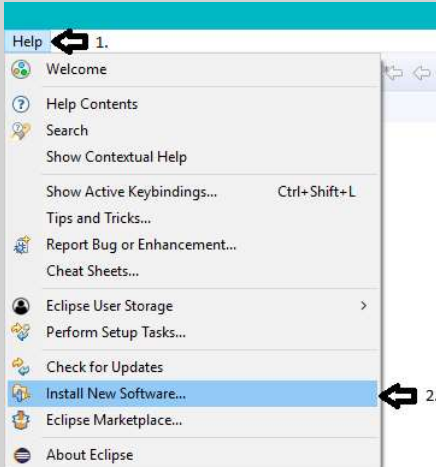 Help 1.
Welcome
Help Contents
Search
Show Contextual Help
Show Active Keybindings... Ctrl+Shift+L
Tips and Tricks...
Report Bug or Enhancement...
Cheat Sheets...
Eclipse User Storage >
Perform Setup Tasks...
Check for Updates
Install New Software... 2.
Eclipse Marketplace...
About Eclipse